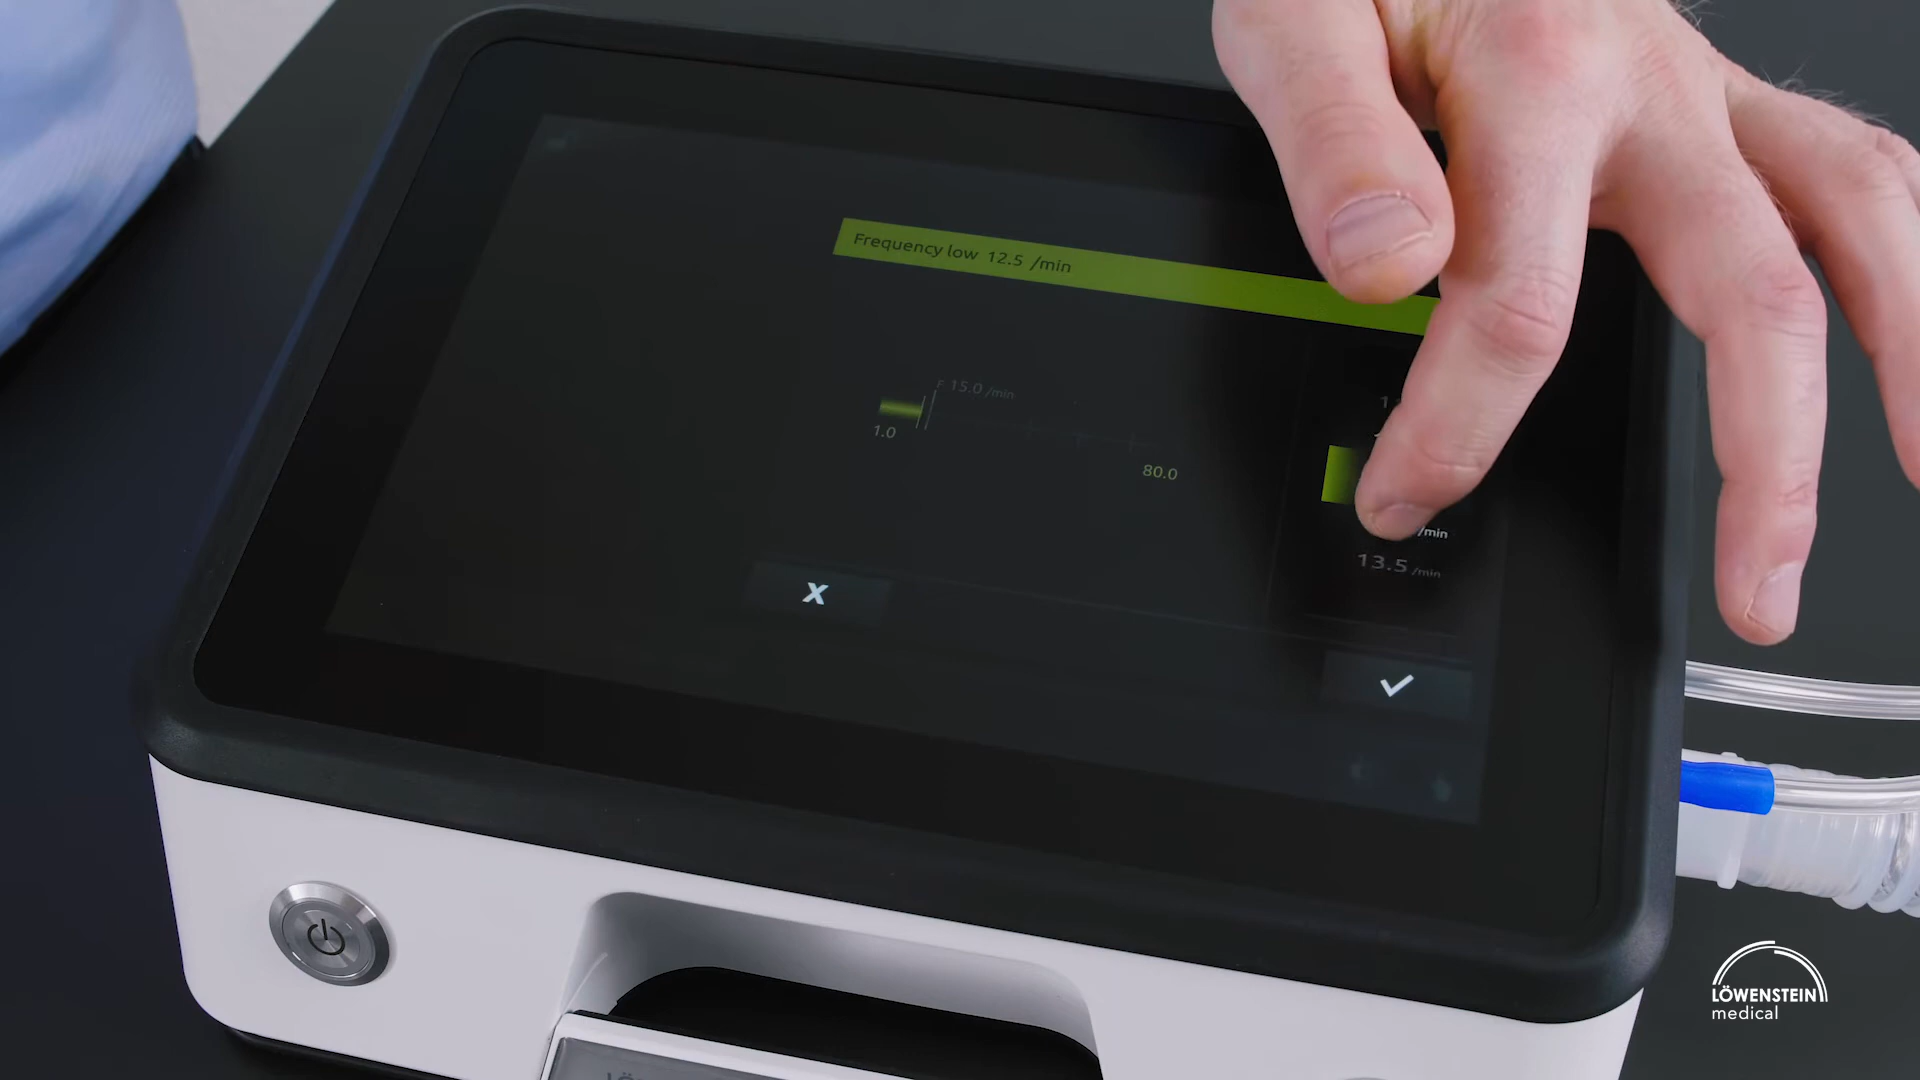 Frequency low 12.5 /min
F 15.0 /min
1.0
80.0
/min
13.5 /min
X
LÖWENSTEIN
medical